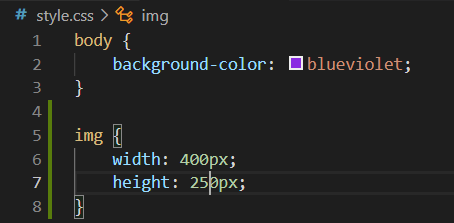 # style.css > img
1 body {
2     background-color: blueviolet;
3 }
4
5 img {
6     width: 400px;
7     height: 250px;
8 }